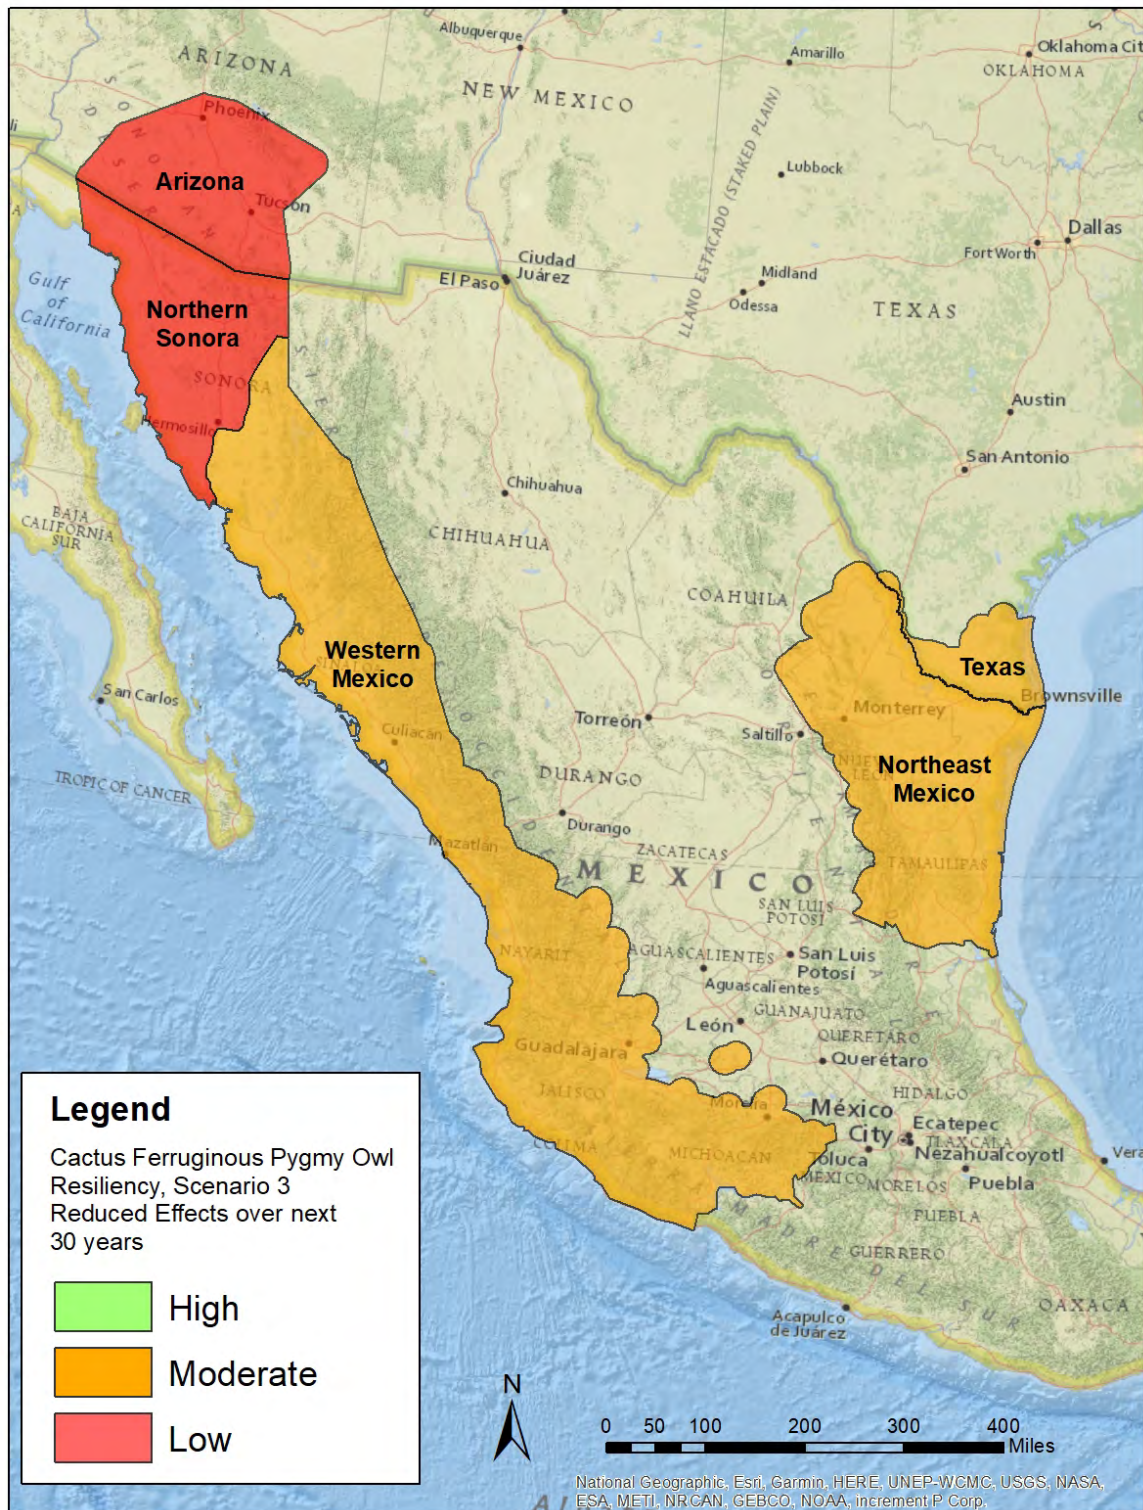 Albuquerque
Amarillo
Oklahoma Cit
OKLAHOMA
ARIZONA
NEW MEXICO
Phoenix
LLANO ESTACADO (STAKED PLAIN)
Lubbock
Arizona
Tucson
Dallas
Fort Worth
Ciudad
Juárez
El Paso
Midland
Odessa
TEXAS
Gulf
of
California
Northern
Sonora
SONORA
Hermosillo
Austin
San Antonio
Chihuahua
CHIHUAHUA
BAJA
CALIFORNIA
SUR
COAHUILA
Western
Mexico
SINALOA
Texas
Brownsville
San Carlos
Torreón
Monterrey
Saltillo
Culiacán
NUEVO
LEÓN
Northeast
Mexico
TROPIC OF CANCER
DURANGO
Durango
Mazatlán
ZACATECAS
TAMAULIPAS
MEXICO
SAN LUIS
POTOSÍ
NAYARIT
AGUASCALIENTES
San Luis
Potosí
Aguascalientes
GUANAJUATO
León
QUERÉTARO
Guadalajara
Querétaro
HIDALGO
JALISCO
Morelia
México
City
Ecatepec
TLAXCALA
Nezahualcoyotl
COLIMA
MICHOACÁN
Toluca
MÉXICO
MORELOS
Puebla
Vera
PUEBLA
GUERRERO
MADRE DEL SUR
OAXACA
Acapulco
de Juárez
Legend
Cactus Ferruginous Pygmy Owl
Resiliency, Scenario 3
Reduced Effects over next
30 years
High
Moderate
Low
N
0 50 100 200 300 400
Miles
National Geographic, Esri, Garmin, HERE, UNEP-WCMC, USGS, NASA,
ESA, METI, NRCAN, GEBCO, NOAA, increment P Corp.